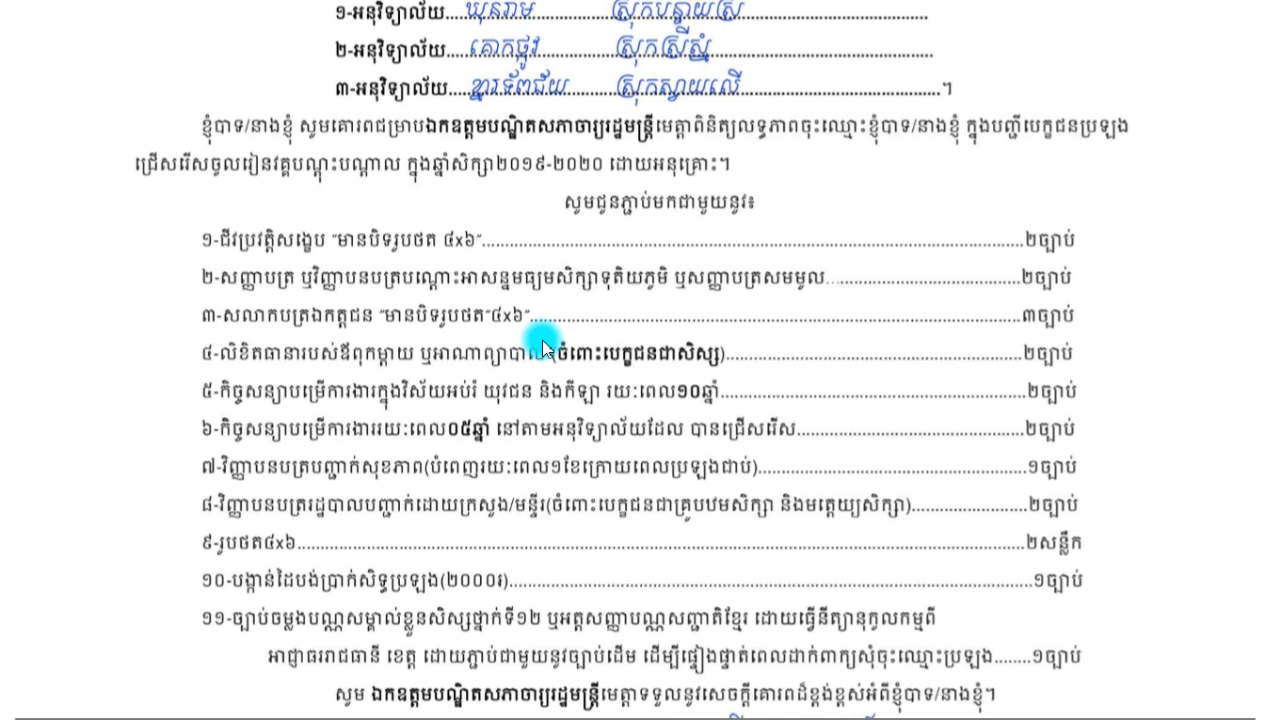 ១-អនុវិទ្យាល័យ....ឃុនរាម ស្រុកបន្ទាយស្រី........................
២-អនុវិទ្យាល័យ....គោកថ្កូវ ស្រុកស្រីស្នំ........................
៣-អនុវិទ្យាល័យ....ខ្នារទ័ពជ័យ ស្រុកស្វាយលើ........................។
ខ្ញុំបាទ/នាងខ្ញុំ សូមគោរពជម្រាបឯកឧត្តមបណ្ឌិតសភាចារ្យរដ្ឋមន្ត្រីមេត្តាពិនិត្យលទ្ធភាពចុះឈ្មោះខ្ញុំបាទ/នាងខ្ញុំ ក្នុងបញ្ជីបេក្ខជនប្រឡង
ជ្រើសរើសចូលរៀនវគ្គបណ្តុះបណ្តាល ក្នុងឆ្នាំសិក្សា២០១៩-២០២០ ដោយអនុគ្រោះ។
សូមជូនភ្ជាប់មកជាមួយនូវ៖
១-ជីវប្រវត្តិសង្ខេប "មានបិទរូបថត ៤x៦"........................២ច្បាប់
២-សញ្ញាបត្រ ឬវិញ្ញាបនបត្របណ្តោះអាសន្នមធ្យមសិក្សាទុតិយភូមិ ឬសញ្ញាបត្រសមមូល........................២ច្បាប់
៣-សលាកបត្រឯកត្តជន "មានបិទរូបថត"៤x៦"........................៣ច្បាប់
៤-លិខិតធានារបស់ឪពុកម្តាយ ឬអាណាព្យាបាល(ចំពោះបេក្ខជនជាសិស្ស)........................២ច្បាប់
៥-កិច្ចសន្យាបម្រើការងារក្នុងវិស័យអប់រំ យុវជន និងកីឡា រយៈពេល១០ឆ្នាំ........................២ច្បាប់
៦-កិច្ចសន្យាបម្រើការងាររយៈពេល០៥ឆ្នាំ នៅតាមអនុវិទ្យាល័យដែល បានជ្រើសរើស........................២ច្បាប់
៧-វិញ្ញាបនបត្របញ្ជាក់សុខភាព(បំពេញរយៈពេល១ខែក្រោយពេលប្រឡងជាប់)........................១ច្បាប់
៨-វិញ្ញាបនបត្ររដ្ឋបាលបញ្ជាក់ដោយក្រសួង/មន្ទីរ(ចំពោះបេក្ខជនជាគ្រូបឋមសិក្សា និងមត្តេយ្យសិក្សា)........................២ច្បាប់
៩-រូបថត៤x៦........................២សន្លឹក
១០-បង្កាន់ដៃបង់ប្រាក់សិទ្ធប្រឡង(២០០០៛)........................១ច្បាប់
១១-ច្បាប់ចម្លងបណ្ណសម្គាល់ខ្លួនសិស្សថ្នាក់ទី១២ ឬអត្តសញ្ញាបណ្ណសញ្ជាតិខ្មែរ ដោយធ្វើនីត្យានុកូលកម្មពី
អាជ្ញាធររាជធានី ខេត្ត ដោយភ្ជាប់ជាមួយនូវច្បាប់ដើម ដើម្បីផ្ទៀងផ្ទាត់ពេលដាក់ពាក្យសុំចុះឈ្មោះប្រឡង........១ច្បាប់
សូម ឯកឧត្តមបណ្ឌិតសភាចារ្យរដ្ឋមន្ត្រីមេត្តាទទួលនូវសេចក្តីគោរពដ៏ខ្ពង់ខ្ពស់អំពីខ្ញុំបាទ/នាងខ្ញុំ។